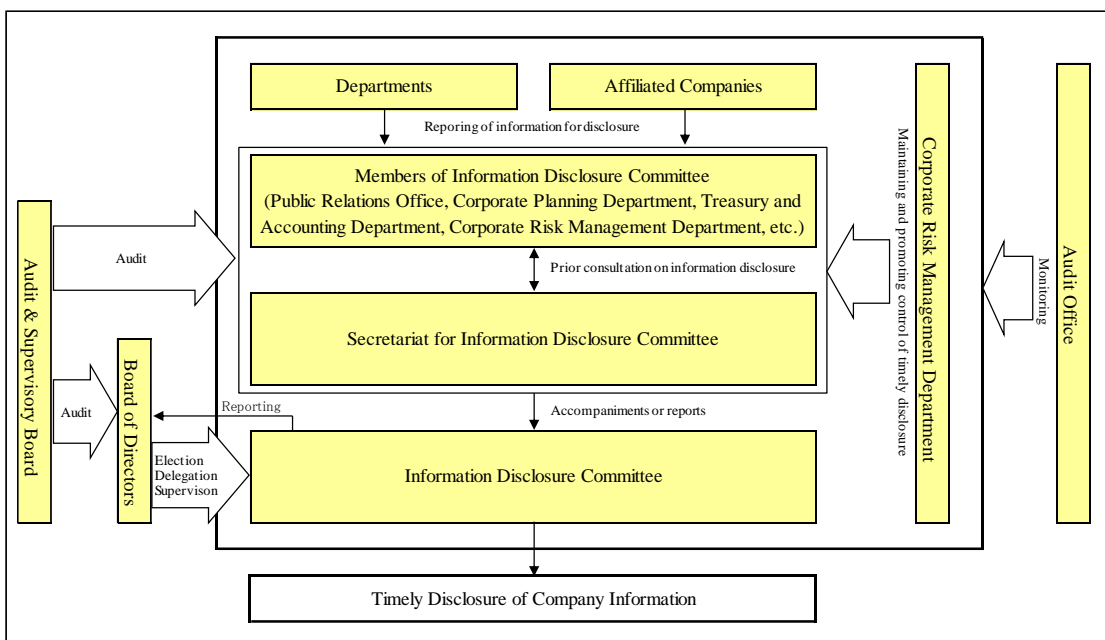 Departments
Affiliated Companies
Reporing of information for disclosure
Members of Information Disclosure Committee
(Public Relations Office, Corporate Planning Department, Treasury and
Accounting Department, Corporate Risk Management Department, etc.)
Audit
Prior consultation on information disclosure
Secretariat for Information Disclosure Committee
Audit & Supervisory Board
Board of Directors
Audit
Reporting
Accompaniments or reports
Election
Delegation
Supervison
Information Disclosure Committee
Maintaining and promoting control of timely disclosure
Corporate Risk Management Department
Monitoring
Audit Office
Timely Disclosure of Company Information